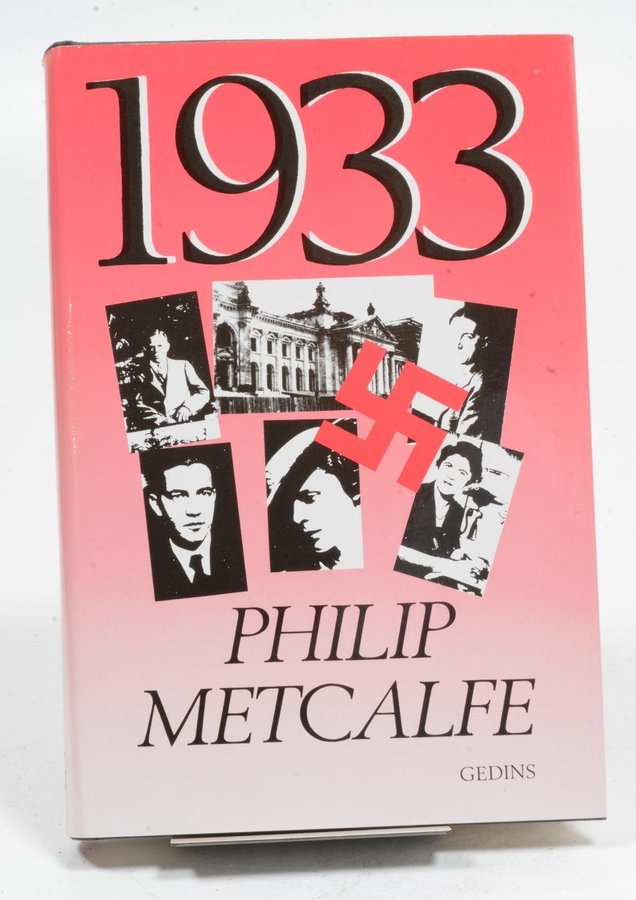 1933
PHILIP
METCALFE
GEDINS